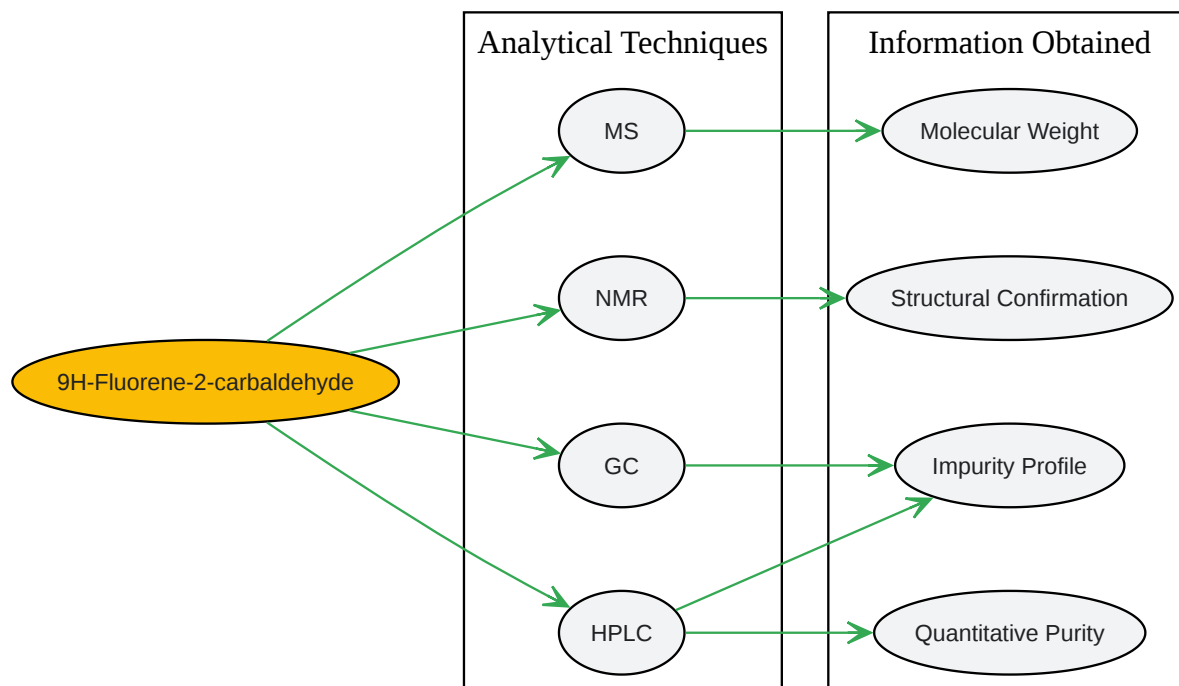 Analytical Techniques
Information Obtained
MS
Molecular Weight
NMR
Structural Confirmation
9H-Fluorene-2-carbaldehyde
GC
Impurity Profile
HPLC
Quantitative Purity